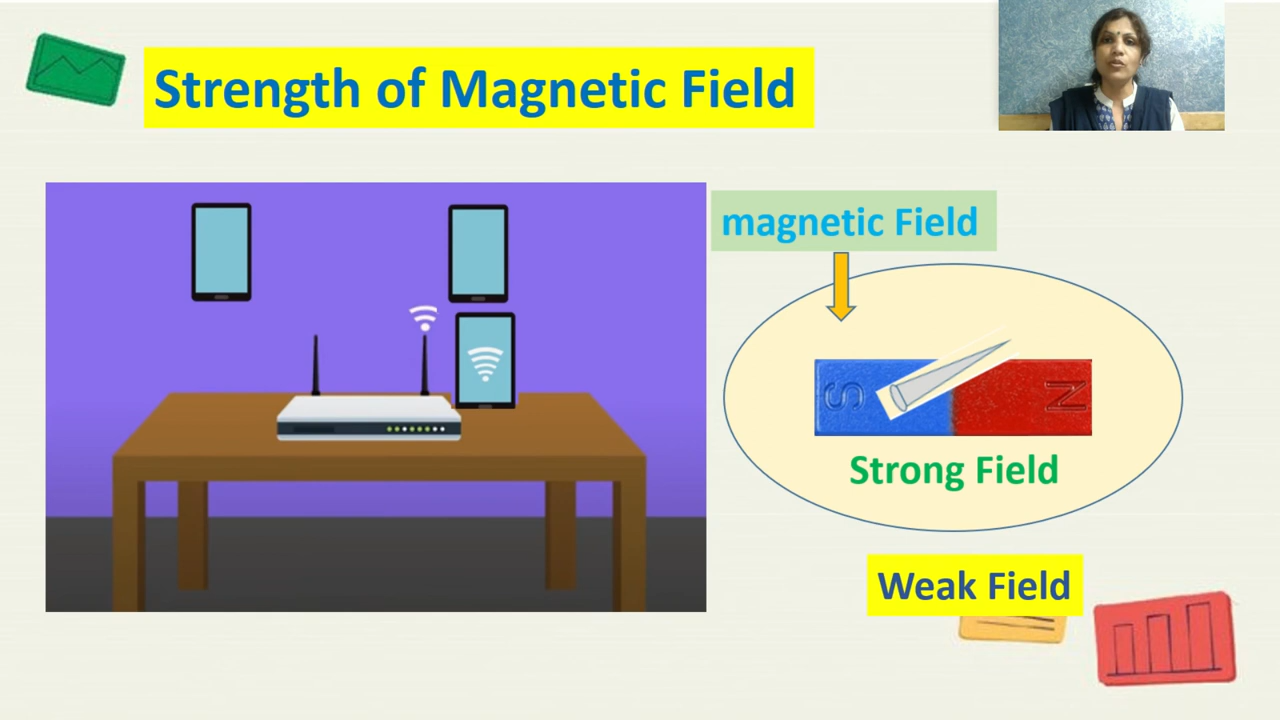 Strength of Magnetic Field
magnetic Field
S
N
Strong Field
Weak Field